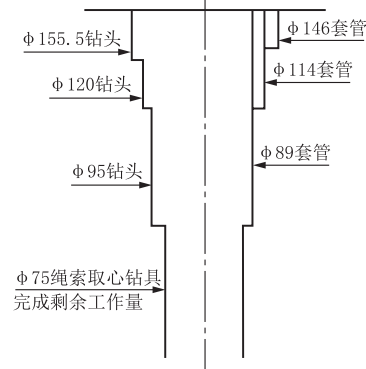 φ146套管
φ155.5钻头
φ114套管
φ120钻头
φ89套管
φ95钻头
φ75绳索取心钻具
完成剩余工作量